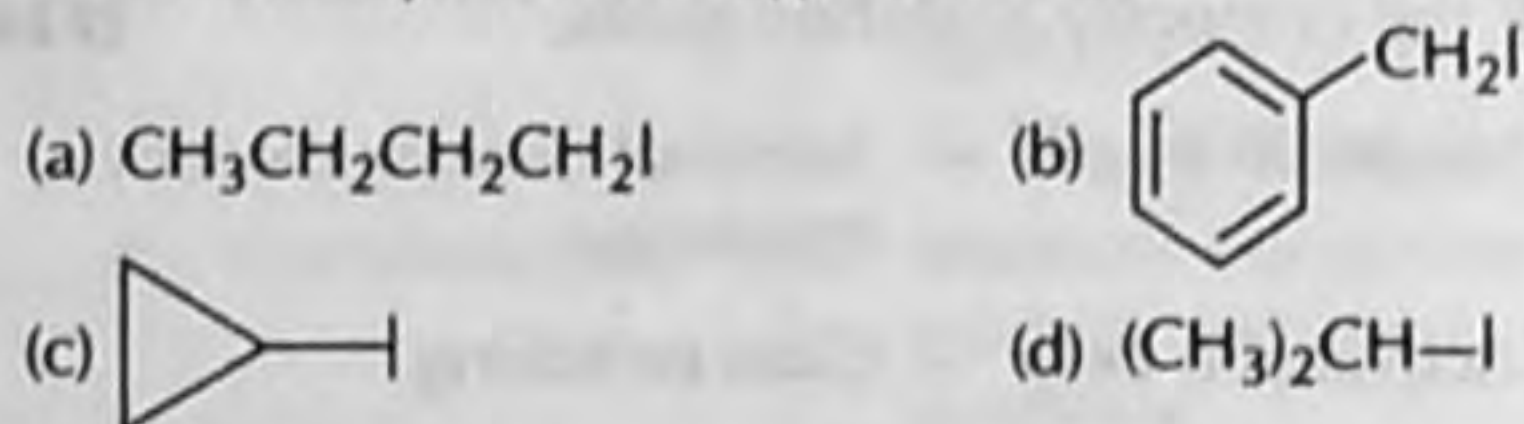 (a) CH₃CH₂CH₂CH₂I
(b) CH₂I
(c) I
(d) (CH₃)₂CH—I